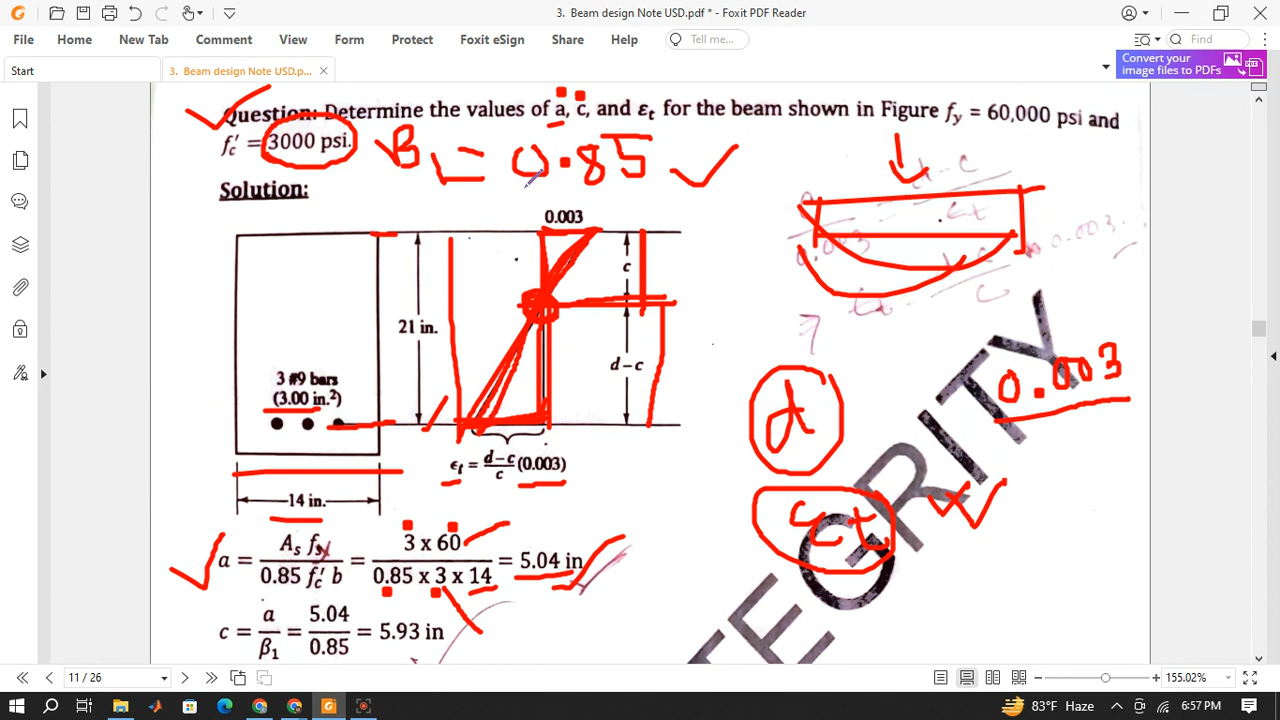 3. Beam design Note USD.pdf * - Foxit PDF Reader
File Home New Tab Comment View Form Protect Foxit eSign Share Help Tell me... Find
Start 3. Beam design Note USD.p... × Convert your image files to PDFs
Question: Determine the values of a, c, and εt for the beam shown in Figure fy = 60,000 psi and
f'c = 3000 psi. B1 = 0.85
Solution:
0.003
c
21 in.
d−c
3 #9 bars
(3.00 in.²)
0.003
d
ϵt = d−c/c (0.003)
14 in.
εt
a = As fy / 0.85 f'c b = 3 x 60 / 0.85 x 3 x 14 = 5.04 in
c = a / β1 = 5.04 / 0.85 = 5.93 in
TE GRITY
11 / 26 155.02%
83°F Haze 6:57 PM